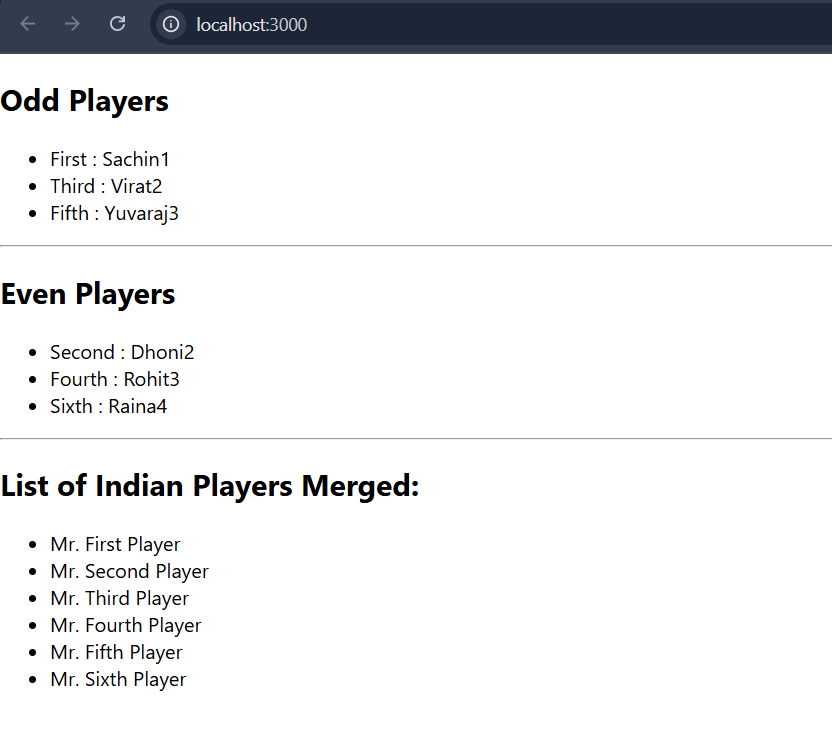 localhost:3000
Odd Players
First : Sachin1
Third : Virat2
Fifth : Yuvaraj3
Even Players
Second : Dhoni2
Fourth : Rohit3
Sixth : Raina4
List of Indian Players Merged:
Mr. First Player
Mr. Second Player
Mr. Third Player
Mr. Fourth Player
Mr. Fifth Player
Mr. Sixth Player